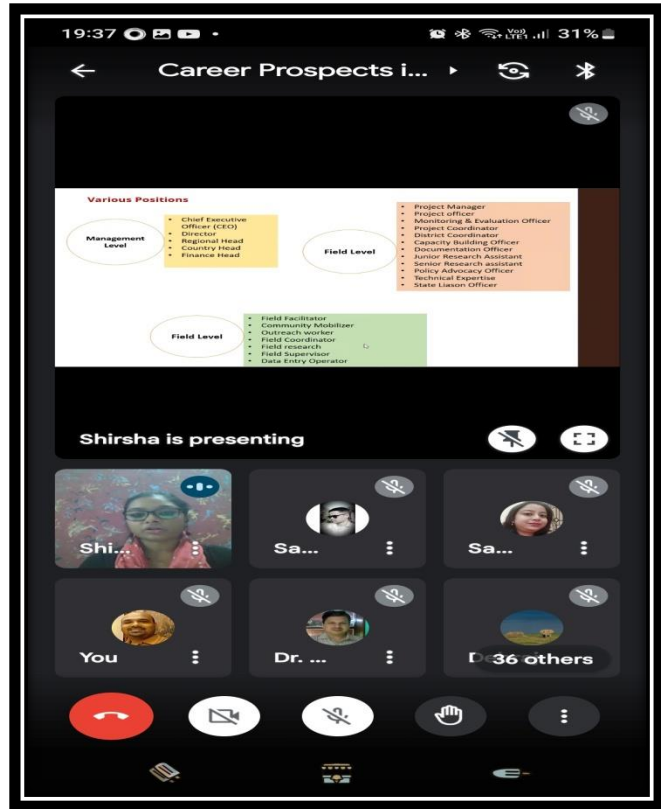 19:37
Vo))
LTE1
31%
Career Prospects i...
Various Positions
Management
Level
• Chief Executive
Officer (CEO)
• Director
• Regional Head
• Country Head
• Finance Head
Field Level
• Project Manager
• Project officer
• Monitoring & Evaluation Officer
• Project Coordinator
• District Coordinator
• Capacity Building Officer
• Documentation Officer
• Junior Research Assistant
• Senior Research assistant
• Policy Advocacy Officer
• Technical Expertise
• State Liason Officer
Field Level
• Field Facilitator
• Community Mobilizer
• Outreach worker
• Field Coordinator
• Field research
• Field Supervisor
• Data Entry Operator
Shirsha is presenting
Shi...
Sa...
Sa...
You
Dr. ...
36 others